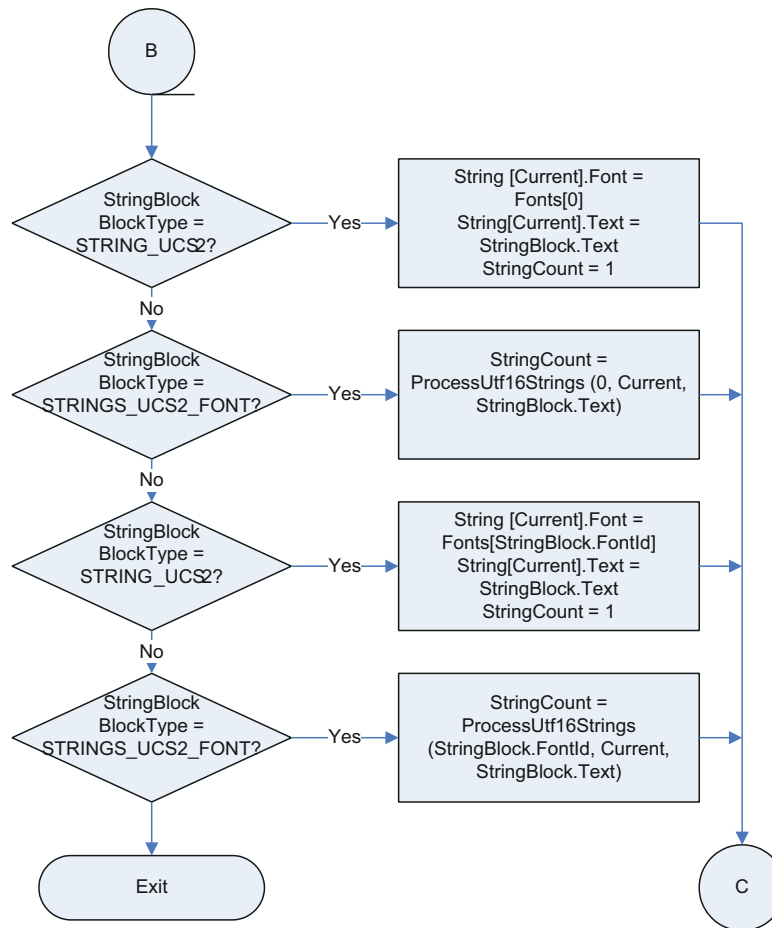 B
StringBlock
BlockType =
STRING_UCS2?
Yes
String [Current].Font =
Fonts[0]
String[Current].Text =
StringBlock.Text
StringCount = 1
No
StringBlock
BlockType =
STRINGS_UCS2_FONT?
Yes
StringCount =
ProcessUtf16Strings (0, Current,
StringBlock.Text)
No
StringBlock
BlockType =
STRING_UCS2?
Yes
String [Current].Font =
Fonts[StringBlock.FontId]
String[Current].Text =
StringBlock.Text
StringCount = 1
No
StringBlock
BlockType =
STRINGS_UCS2_FONT?
Yes
StringCount =
ProcessUtf16Strings
(StringBlock.FontId, Current,
StringBlock.Text)
Exit
C